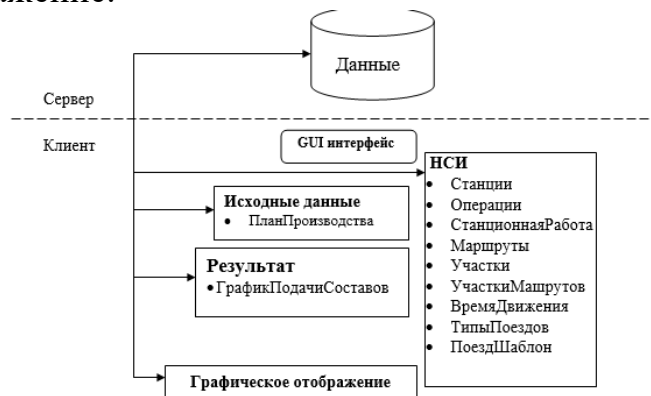 Данные
Сервер
Клиент
GUI интерфейс
НСИ
• Станции
• Операции
• СтанционнаяРабота
• Маршруты
• Участки
• УчасткиМашрутов
• ВремяДвижения
• ТипыПоездов
• ПоездШаблон
Исходные данные
• ПланПроизводства
Результат
• ГрафикПодачиСоставов
Графическое отображение